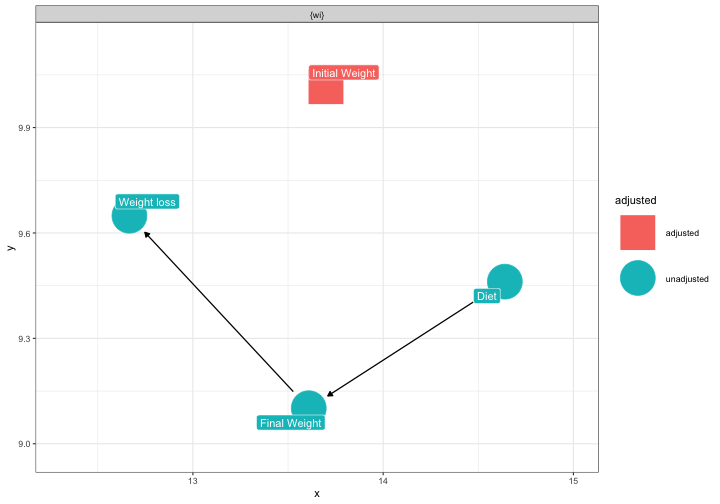 {wi}
Initial Weight
9.9
Weight loss
adjusted
adjusted
unadjusted
9.6
y
Diet
9.3
Final Weight
9.0
13
14
15
x